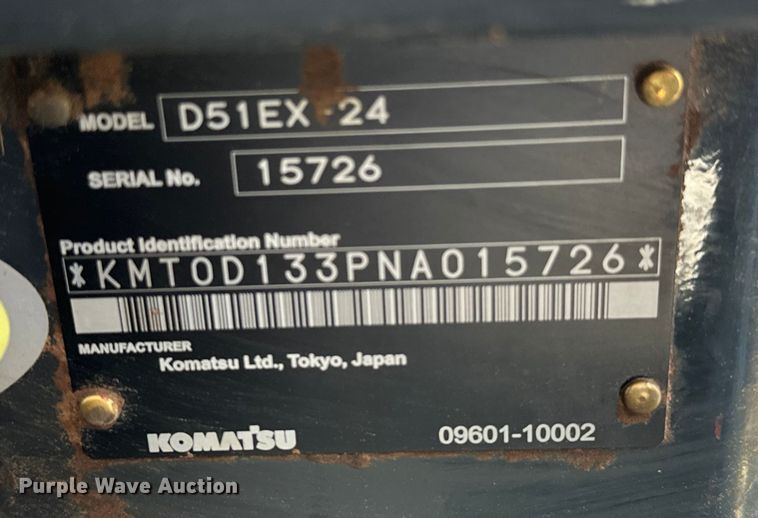 MODEL D51EX-24
SERIAL No. 15726
Product Identification Number
*KMT0D133PNA015726*
MANUFACTURER
Komatsu Ltd., Tokyo, Japan
KOMATSU 09601-10002
Purple Wave Auction